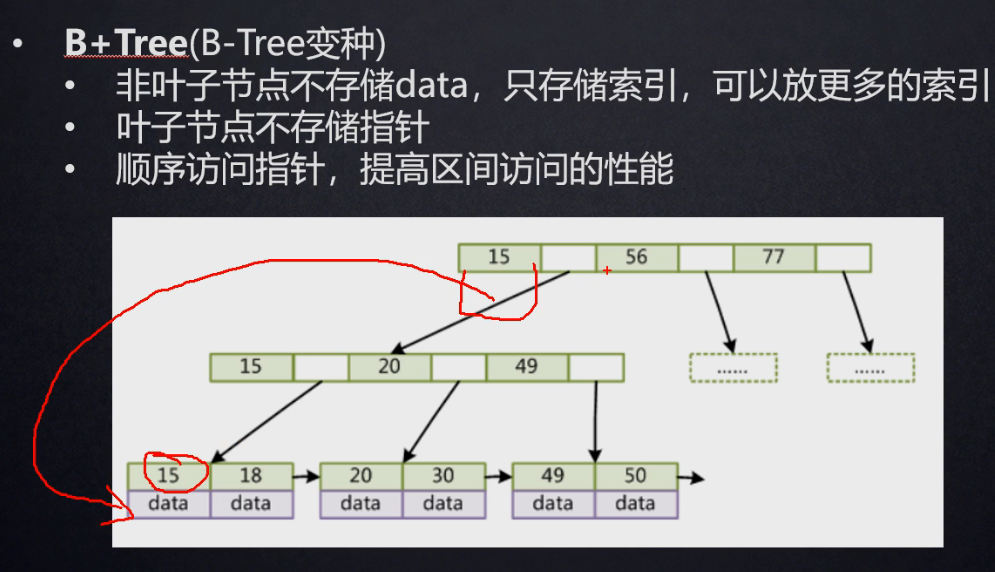 B+Tree(B-Tree变种)
非叶子节点不存储data，只存储索引，可以放更多的索引
叶子节点不存储指针
顺序访问指针，提高区间访问的性能
15 56 77
15 20 49 ...... ......
15 18 20 30 49 50
data data data data data data